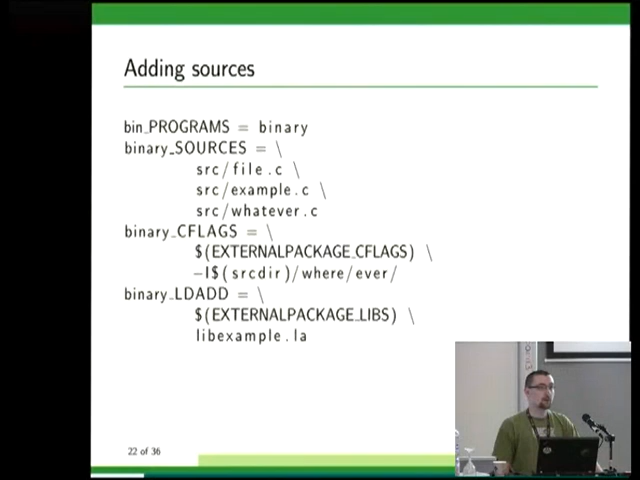 Adding sources
bin_PROGRAMS = binary
binary_SOURCES = \
src/file.c \
src/example.c \
src/whatever.c
binary_CFLAGS = \
$(EXTERNALPACKAGE_CFLAGS) \
-I$(srcdir)/where/ever/
binary_LDADD = \
$(EXTERNALPACKAGE_LIBS) \
libexample.la
22 of 36